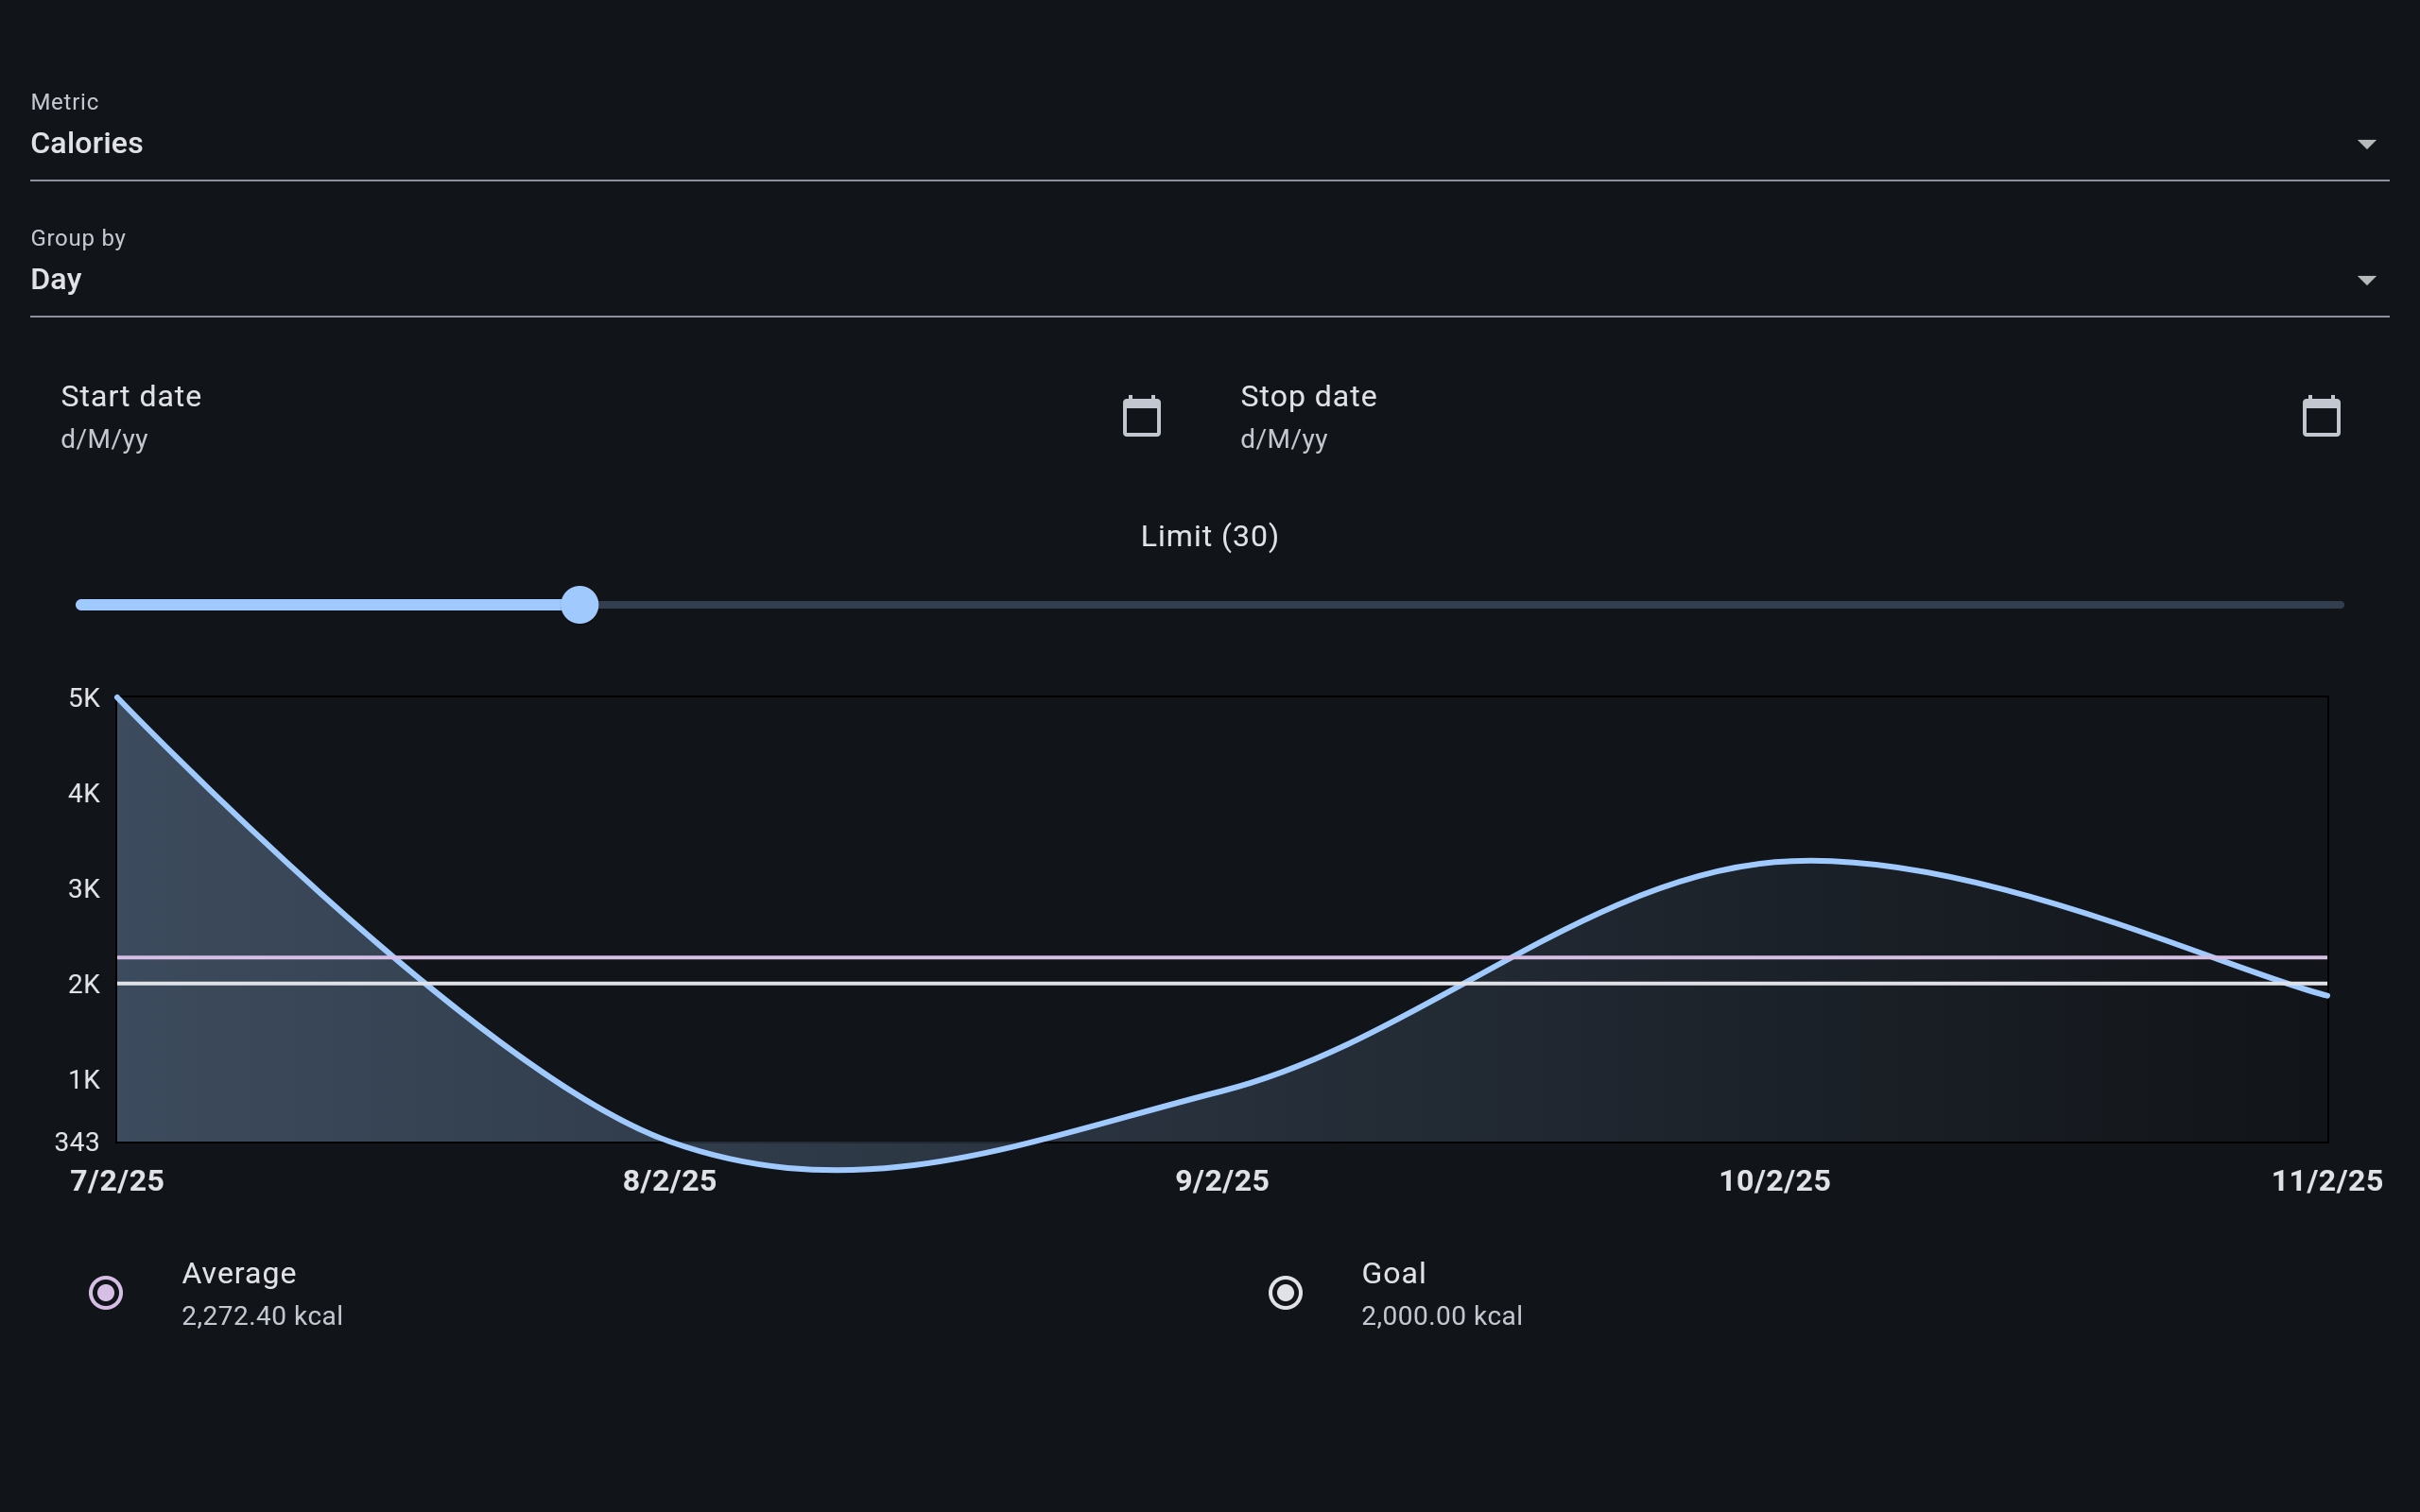 Metric
Calories
Group by
Day
Start date
d/M/yy
Stop date
d/M/yy
Limit (30)
5K
4K
3K
2K
1K
343
7/2/25 8/2/25 9/2/25 10/2/25 11/2/25
Average
2,272.40 kcal
Goal
2,000.00 kcal